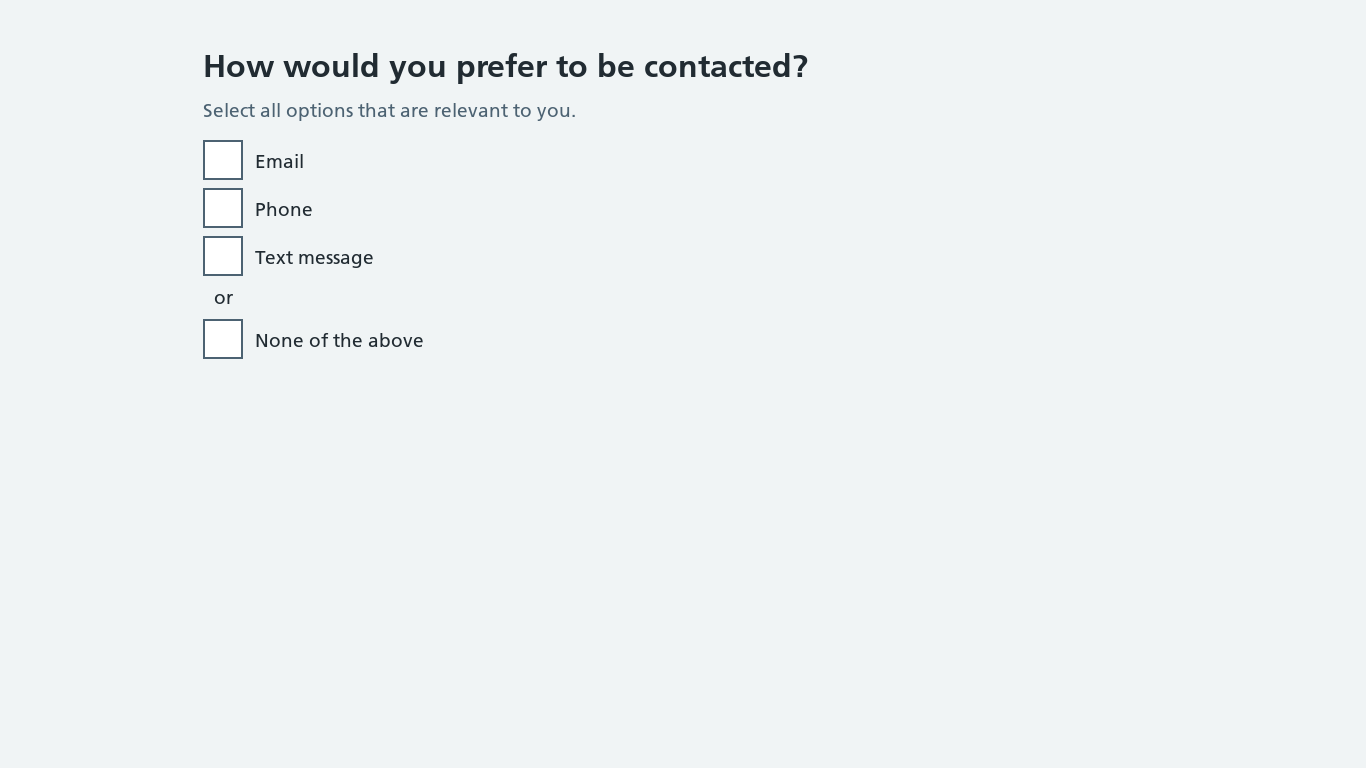 How would you prefer to be contacted?
Select all options that are relevant to you.
Email
Phone
Text message
or
None of the above